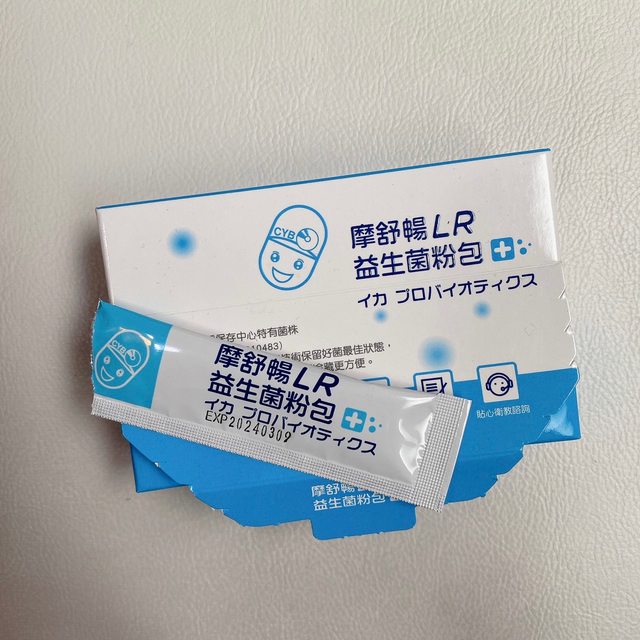 CYB
摩舒暢LR
益生菌粉包
イカ プロバイオティクス
保存中心特有菌株
10483)
技術保留好菌最佳狀態,
更方便。
貼心衛教諮詢
CYB
摩舒暢LR
益生菌粉包
イカ プロバイオティクス
EXP20240309
摩舒暢
益生菌粉包